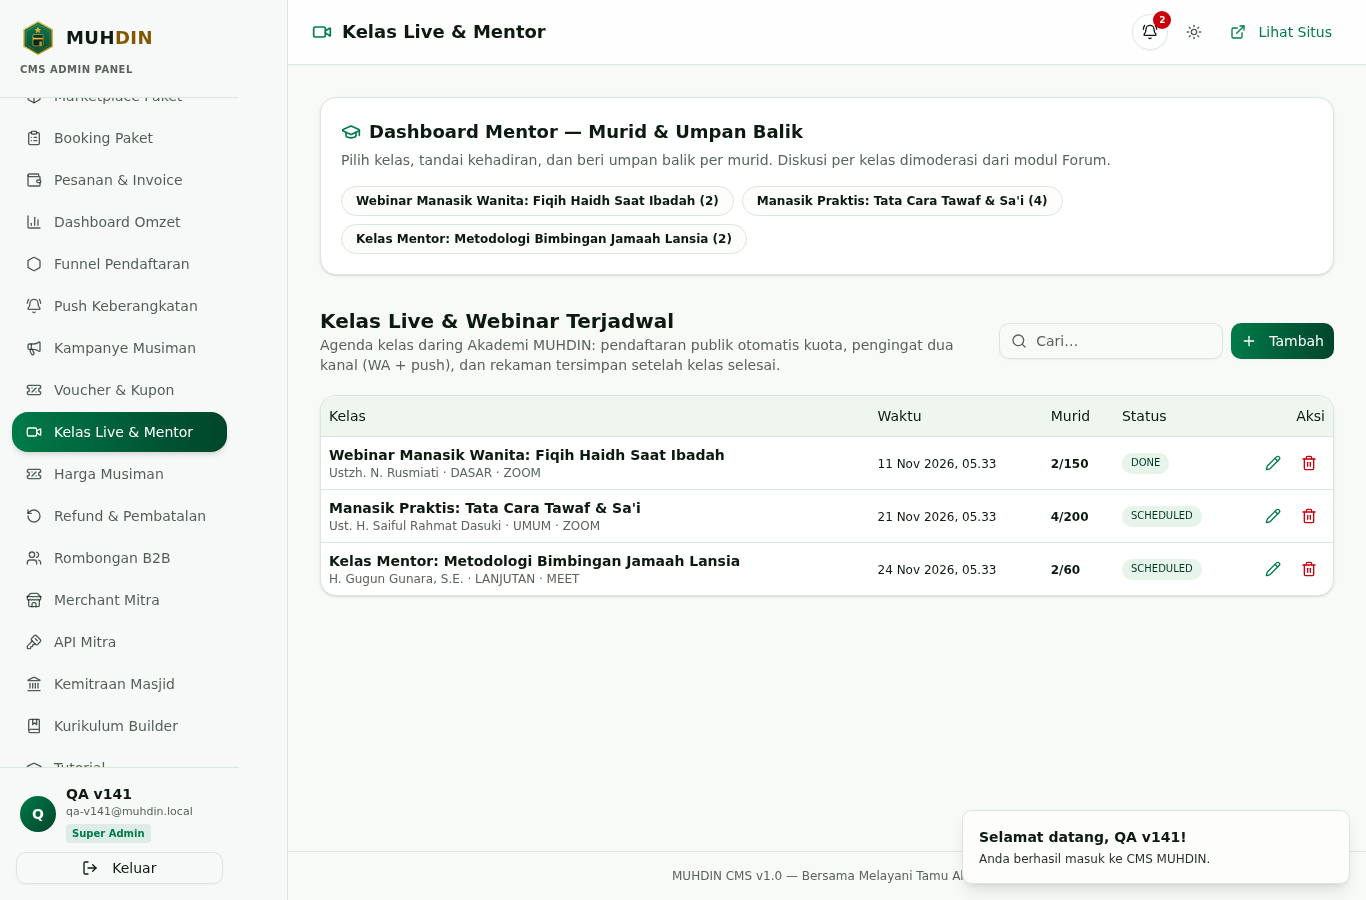 MUHDIN
CMS ADMIN PANEL
Marketplace Paket
Booking Paket
Pesanan & Invoice
Dashboard Omzet
Funnel Pendaftaran
Push Keberangkatan
Kampanye Musiman
Voucher & Kupon
Kelas Live & Mentor
Harga Musiman
Refund & Pembatalan
Rombongan B2B
Merchant Mitra
API Mitra
Kemitraan Masjid
Kurikulum Builder
Tutorial
Q
QA v141
qa-v141@muhdin.local
Super Admin
Keluar
Kelas Live & Mentor
2
Lihat Situs
Dashboard Mentor — Murid & Umpan Balik
Pilih kelas, tandai kehadiran, dan beri umpan balik per murid. Diskusi per kelas dimoderasi dari modul Forum.
Webinar Manasik Wanita: Fiqih Haidh Saat Ibadah (2)
Manasik Praktis: Tata Cara Tawaf & Sa'i (4)
Kelas Mentor: Metodologi Bimbingan Jamaah Lansia (2)
Kelas Live & Webinar Terjadwal
Agenda kelas daring Akademi MUHDIN: pendaftaran publik otomatis kuota, pengingat dua
kanal (WA + push), dan rekaman tersimpan setelah kelas selesai.
Cari...
Tambah
Kelas Waktu Murid Status Aksi
Webinar Manasik Wanita: Fiqih Haidh Saat Ibadah
Ustzh. N. Rusmiati · DASAR · ZOOM
11 Nov 2026, 05.33 2/150 DONE
Manasik Praktis: Tata Cara Tawaf & Sa'i
Ust. H. Saiful Rahmat Dasuki · UMUM · ZOOM
21 Nov 2026, 05.33 4/200 SCHEDULED
Kelas Mentor: Metodologi Bimbingan Jamaah Lansia
H. Gugun Gunara, S.E. · LANJUTAN · MEET
24 Nov 2026, 05.33 2/60 SCHEDULED
MUHDIN CMS v1.0 — Bersama Melayani Tamu
Selamat datang, QA v141!
Anda berhasil masuk ke CMS MUHDIN.